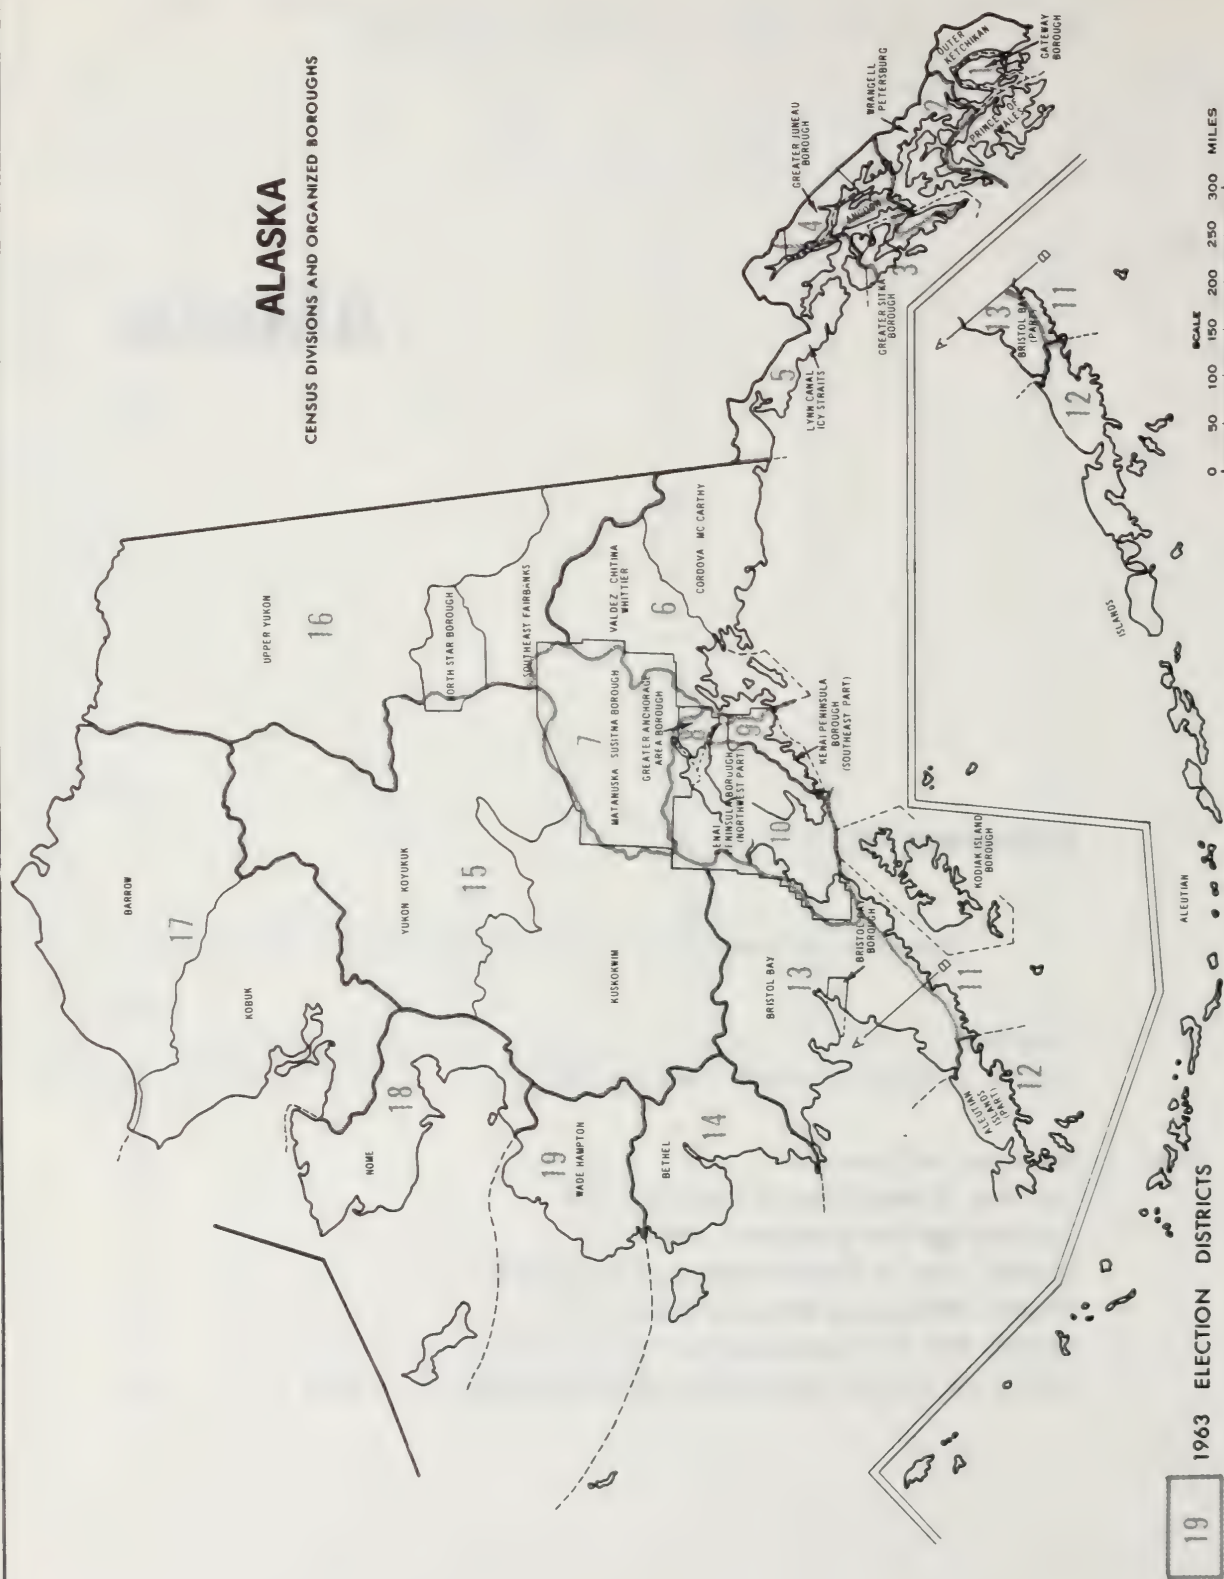 ALASKA
CENSUS DIVISIONS AND ORGANIZED BOROUGHS
BARROW
17
KOBUK
18
NOME
UPPER YUKON
16
YUKON KOYUKUK
15
NORTH STAR BOROUGH
SOUTHEAST FAIRBANKS
19
WADE HAMPTON
KUSKOKWIM
7
MATANUSKA SUSITNA BOROUGH
VALDEZ CHITINA
WHITTIER
6
CORDOVA MC CARTHY
GREATER ANCHORAGE
AREA BOROUGH
8
9
BETHEL
14
BRISTOL BAY
13
KENAI
PENINSULA BOROUGH
(NORTHWEST PART)
10
KENAI PENINSULA
BOROUGH
(SOUTHEAST PART)
BRISTOL BAY
BOROUGH
KODIAK ISLAND
BOROUGH
A
B
11
12
ALEUTIAN
ISLANDS
(PART)
5
LYNN CANAL
ICY STRAITS
4
GREATER JUNEAU
BOROUGH
ANGOON
3
GREATER SITKA
BOROUGH
WRANGELL
PETERSBURG
2
PRINCE OF
WALES
OUTER
KETCHIKAN
1
GATEWAY
BOROUGH
A
B
13
BRISTOL BAY
(PART)
11
12
ALEUTIAN
ISLANDS
SCALE
0 50 100 150 200 250 300 MILES
19
1963 ELECTION DISTRICTS